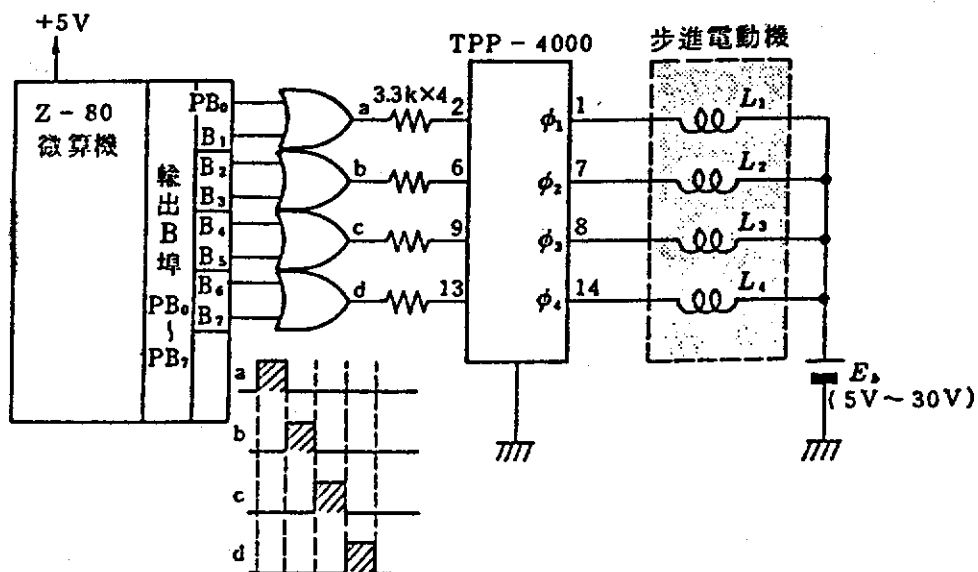 +5V
Z-80
微算機
輸出B埠
PB₀
~
PB₇
PB₀
B₁
B₂
B₃
B₄
B₅
B₆
B₇
a
b
c
d
3.3k×4
2
6
9
13
TPP-4000
φ₁
φ₂
φ₃
φ₄
1
7
8
14
步進電動機
L₁
L₂
L₃
L₄
E_b
(5V~30V)
a
b
c
d